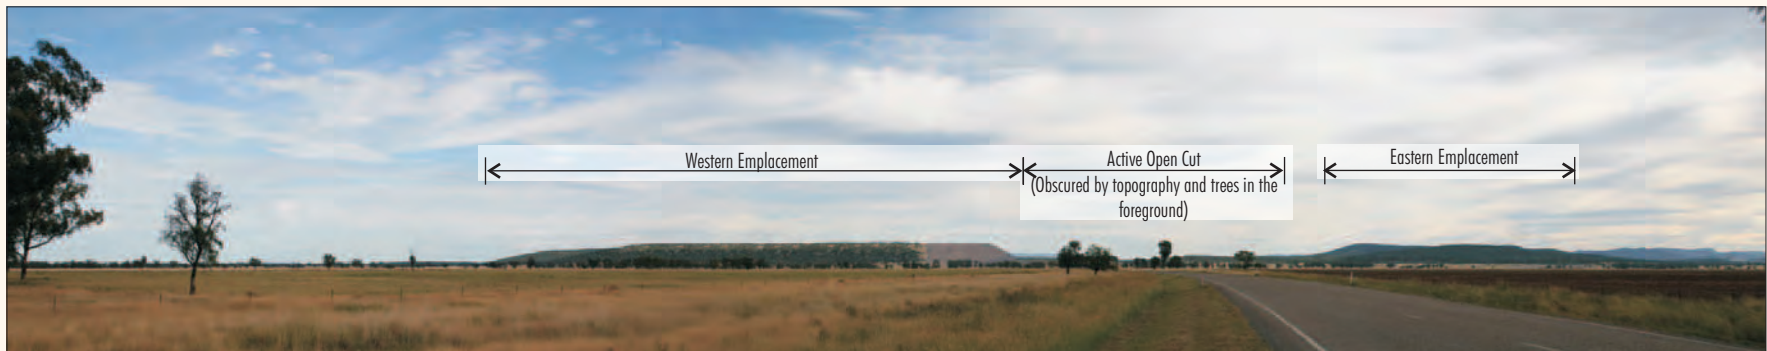 Western Emplacement
Active Open Cut
(Obscured by topography and trees in the
foreground)
Eastern Emplacement